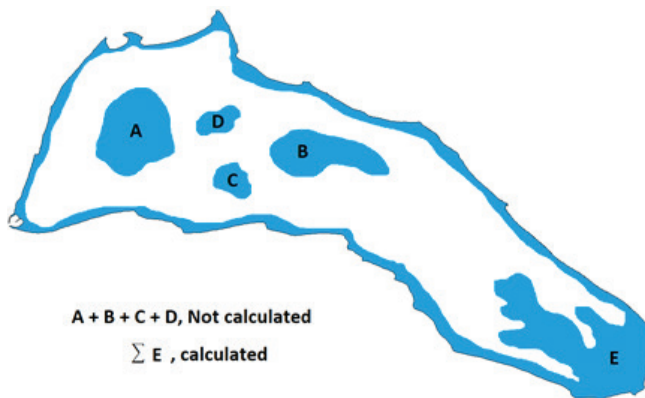 D
A
B
C
A + B + C + D, Not calculated
∑ E , calculated
E